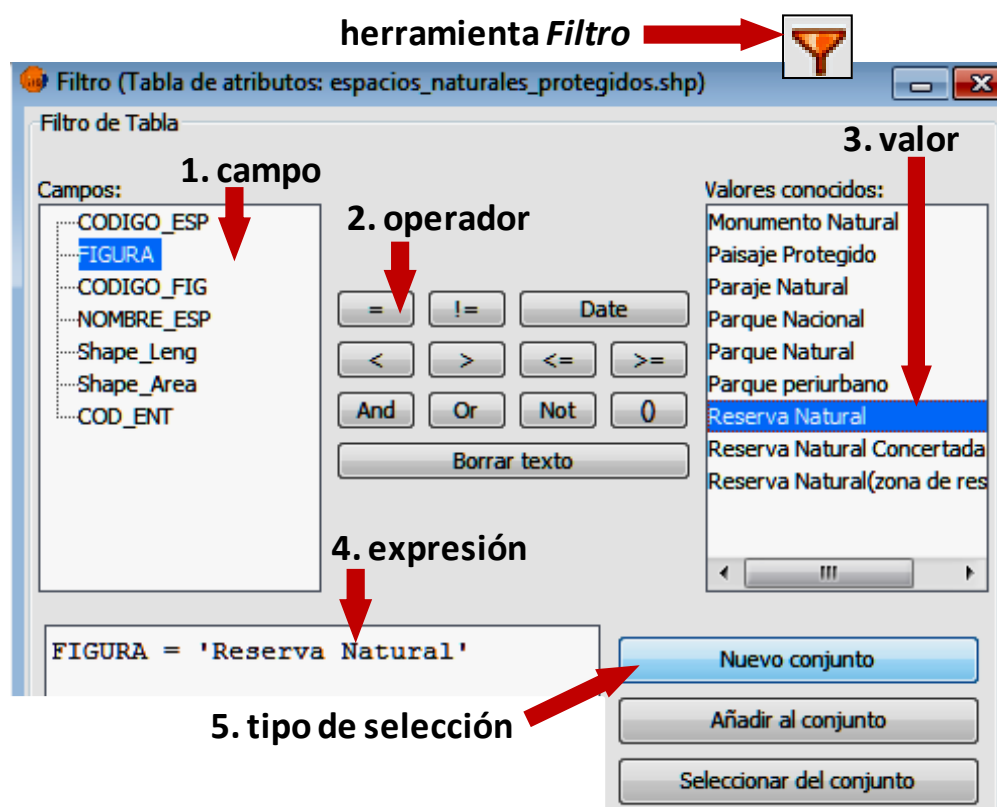 herramienta Filtro
Filtro (Tabla de atributos: espacios_naturales_protegidos.shp)
Filtro de Tabla
3. valor
1. campo
Campos:
Valores conocidos:
2. operador
CODIGO_ESP
FIGURA
CODIGO_FIG
NOMBRE_ESP
Shape_Leng
Shape_Area
COD_ENT
= != Date
< > <= >=
And Or Not ()
Borrar texto
Monumento Natural
Paisaje Protegido
Paraje Natural
Parque Nacional
Parque Natural
Parque periurbano
Reserva Natural
Reserva Natural Concertada
Reserva Natural(zona de res
4. expresión
FIGURA = 'Reserva Natural'
Nuevo conjunto
5. tipo de selección
Añadir al conjunto
Seleccionar del conjunto